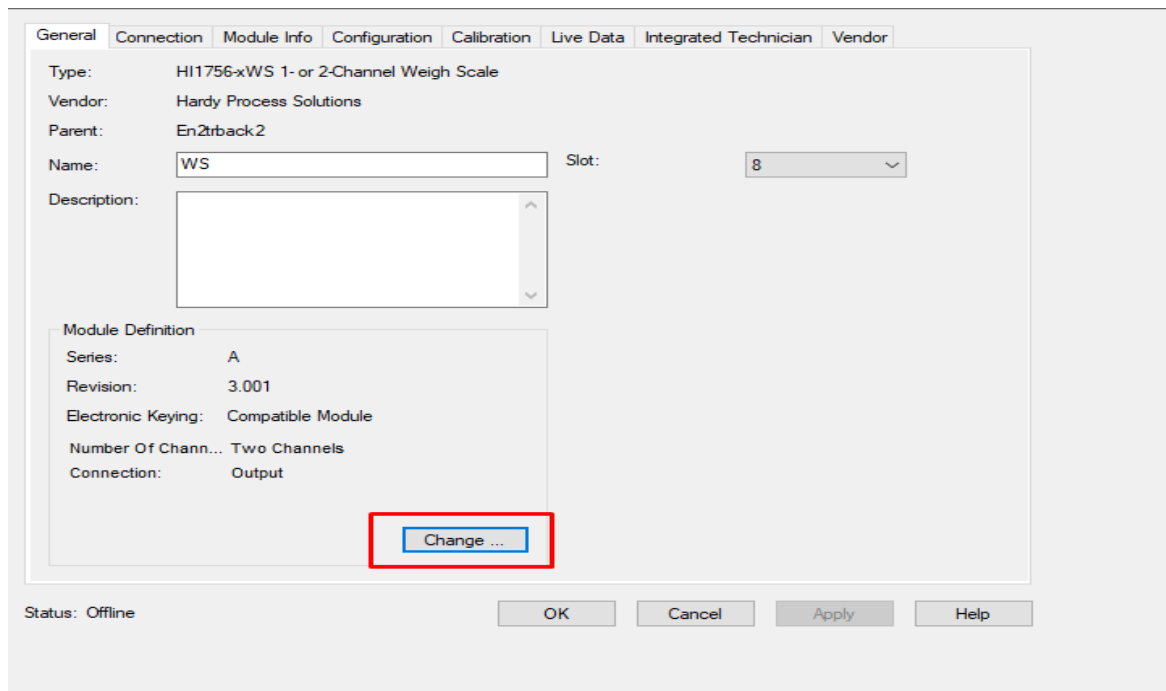 General Connection Module Info Configuration Calibration Live Data Integrated Technician Vendor
Type: HI1756-xWS 1- or 2-Channel Weigh Scale
Vendor: Hardy Process Solutions
Parent: En2trback2
Name: WS Slot: 8
Description:
Module Definition
Series: A
Revision: 3.001
Electronic Keying: Compatible Module
Number Of Chann... Two Channels
Connection: Output
Change ...
Status: Offline OK Cancel Apply Help